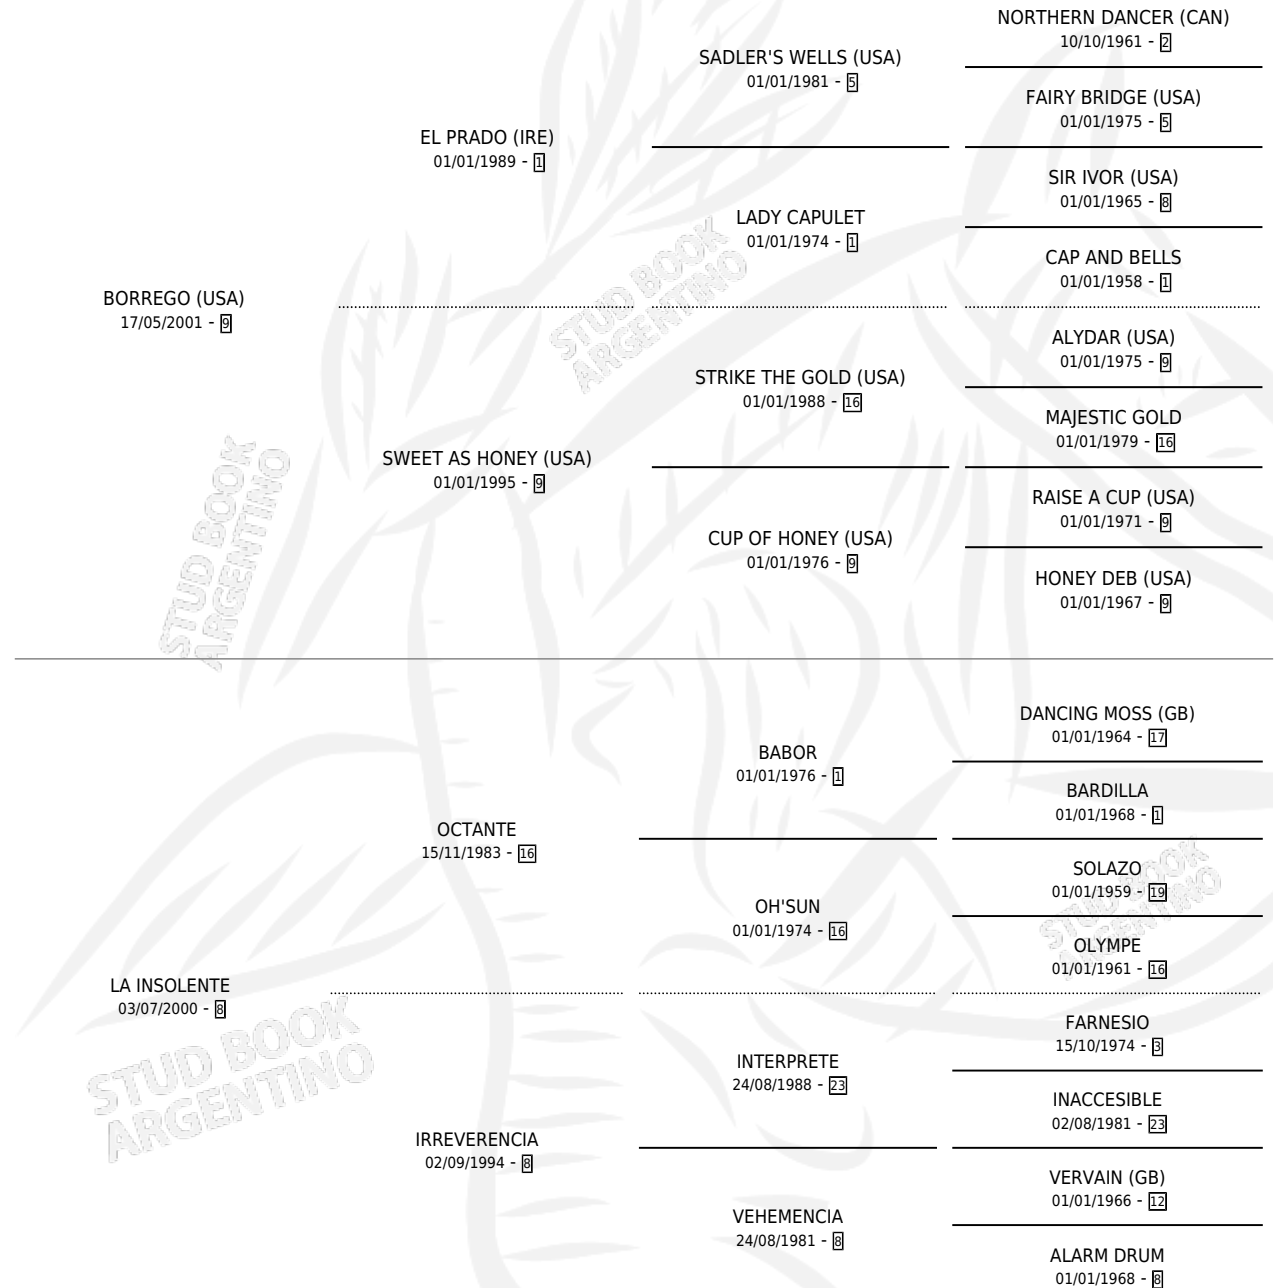 NORTHERN DANCER (CAN)
10/10/1961 - 2
SADLER'S WELLS (USA)
01/01/1981 - 5
FAIRY BRIDGE (USA)
01/01/1975 - 5
EL PRADO (IRE)
01/01/1989 - 1
SIR IVOR (USA)
01/01/1965 - 8
LADY CAPULET
01/01/1974 - 1
CAP AND BELLS
01/01/1958 - 1
BORREGO (USA)
17/05/2001 - 9
ALYDAR (USA)
01/01/1975 - 9
STRIKE THE GOLD (USA)
01/01/1988 - 16
MAJESTIC GOLD
01/01/1979 - 16
SWEET AS HONEY (USA)
01/01/1995 - 9
RAISE A CUP (USA)
01/01/1971 - 9
CUP OF HONEY (USA)
01/01/1976 - 9
HONEY DEB (USA)
01/01/1967 - 9
DANCING MOSS (GB)
01/01/1964 - 17
BABOR
01/01/1976 - 1
BARDILLA
01/01/1968 - 1
OCTANTE
15/11/1983 - 16
SOLAZO
01/01/1959 - 19
OH'SUN
01/01/1974 - 16
OLYMPE
01/01/1961 - 16
LA INSOLENTE
03/07/2000 - 8
FARNESIO
15/10/1974 - 3
INTERPRETE
24/08/1988 - 23
INACCESIBLE
02/08/1981 - 23
IRREVERENCIA
02/09/1994 - 8
VERVAIN (GB)
01/01/1966 - 12
VEHEMENCIA
24/08/1981 - 8
ALARM DRUM
01/01/1968 - 8
STUD BOOK
ARGENTINO
STUD BOOK
ARGENTINO
STUD BOOK
ARGENTINO
STUD BOOK
ARGENTINO